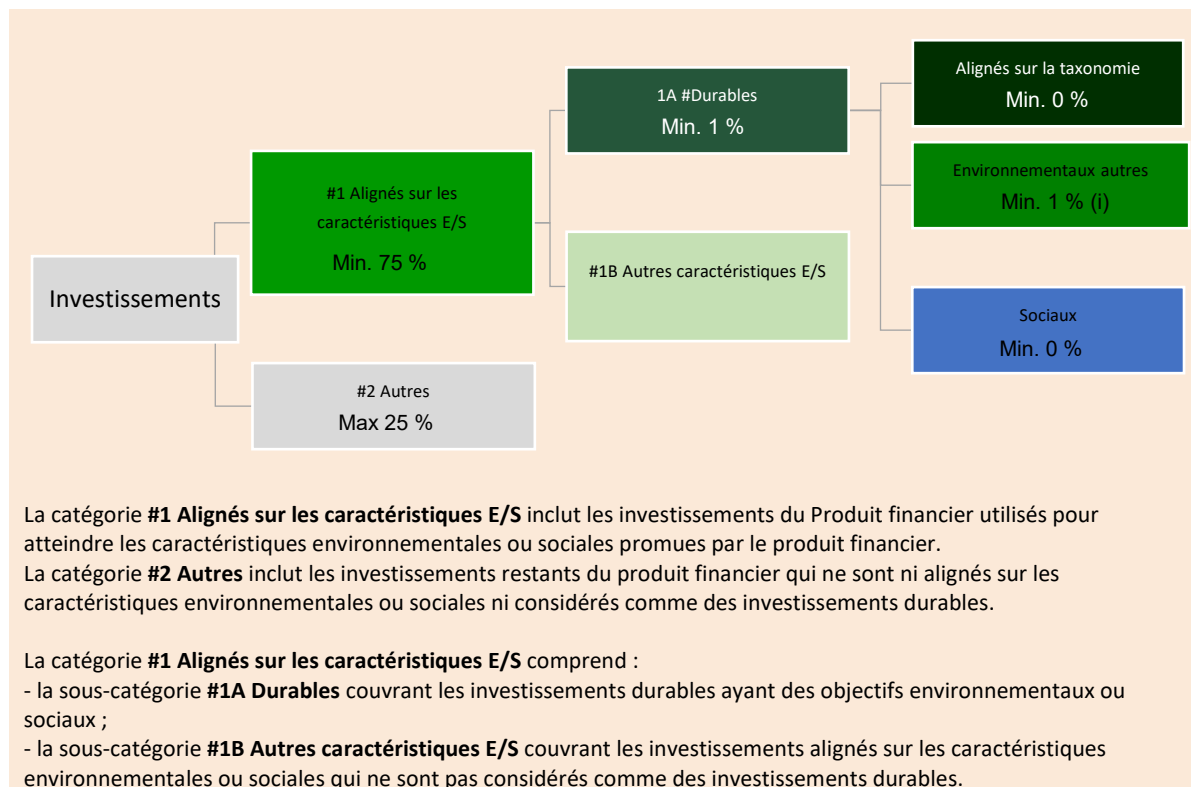 Investissements
#1 Alignés sur les
caractéristiques E/S
Min. 75 %
#2 Autres
Max 25 %
1A #Durables
Min. 1 %
#1B Autres caractéristiques E/S
Alignés sur la taxonomie
Min. 0 %
Environnementaux autres
Min. 1 % (i)
Sociaux
Min. 0 %
La catégorie #1 Alignés sur les caractéristiques E/S inclut les investissements du Produit financier utilisés pour
atteindre les caractéristiques environnementales ou sociales promues par le produit financier.
La catégorie #2 Autres inclut les investissements restants du produit financier qui ne sont ni alignés sur les
caractéristiques environnementales ou sociales ni considérés comme des investissements durables.
La catégorie #1 Alignés sur les caractéristiques E/S comprend :
- la sous-catégorie #1A Durables couvrant les investissements durables ayant des objectifs environnementaux ou
sociaux ;
- la sous-catégorie #1B Autres caractéristiques E/S couvrant les investissements alignés sur les caractéristiques
environnementales ou sociales qui ne sont pas considérés comme des investissements durables.